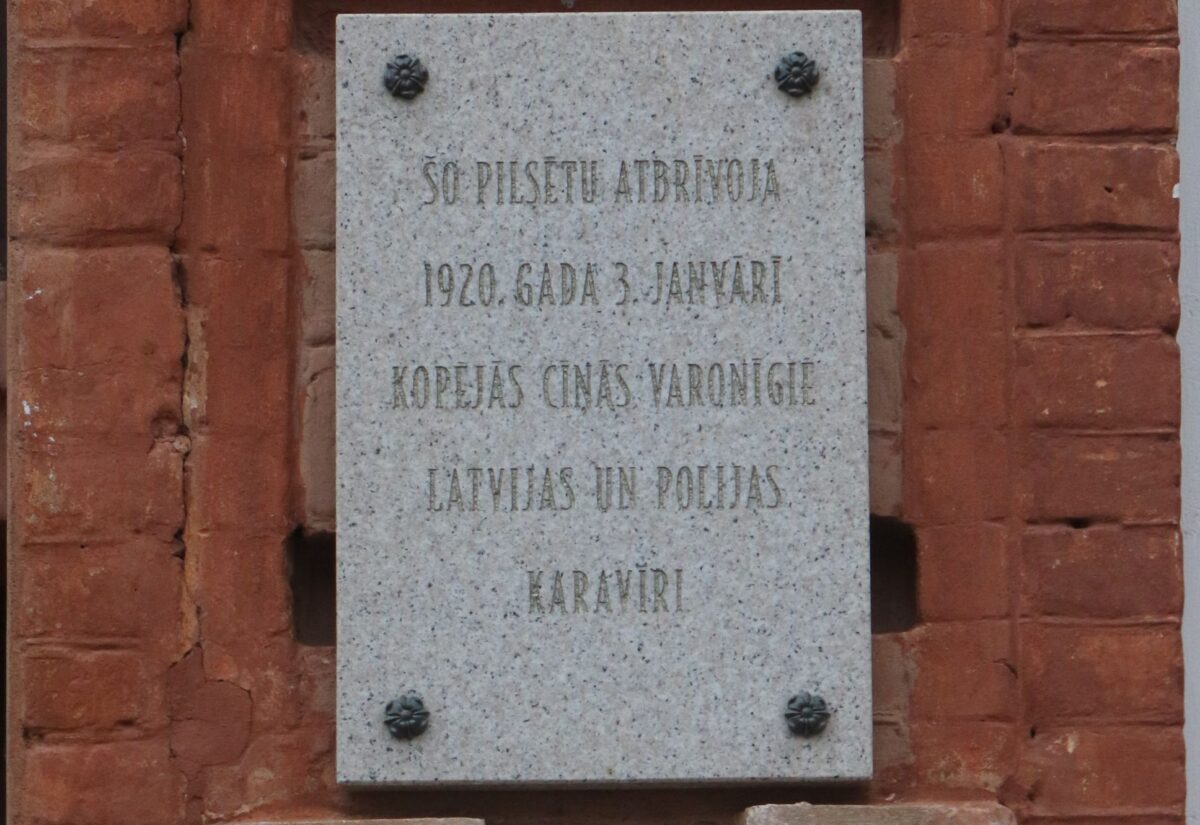 ŠO PILSĒTU ATBRĪVOJA
1920. GADA 3. JANVĀRĪ
KOPĒJĀS CĪŅĀS VARONĪGIE
LATVIJAS UN POLIJAS
KARAVĪRI